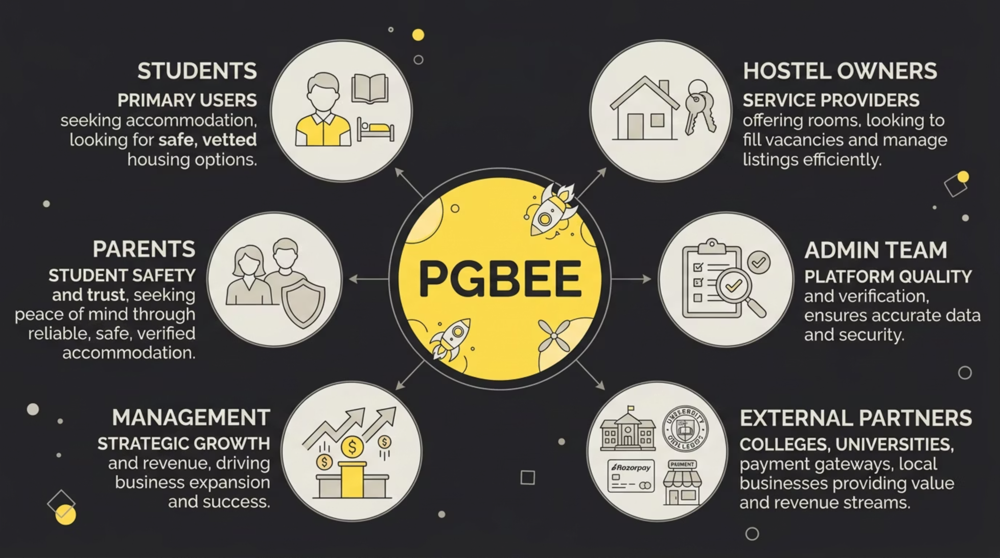 STUDENTS
PRIMARY USERS
seeking accommodation,
looking for safe, vetted
housing options.
HOSTEL OWNERS
SERVICE PROVIDERS
offering rooms, looking to
fill vacancies and manage
listings efficiently.
PGBEE
PARENTS
STUDENT SAFETY
and trust, seeking
peace of mind through
reliable, safe, verified
accommodation.
ADMIN TEAM
PLATFORM QUALITY
and verification,
ensures accurate data
and security.
MANAGEMENT
STRATEGIC GROWTH
and revenue, driving
business expansion
and success.
$
$
$
Rozorpay
EXTERNAL PARTNERS
COLLEGES, UNIVERSITIES,
payment gateways, local
businesses providing value
and revenue streams.